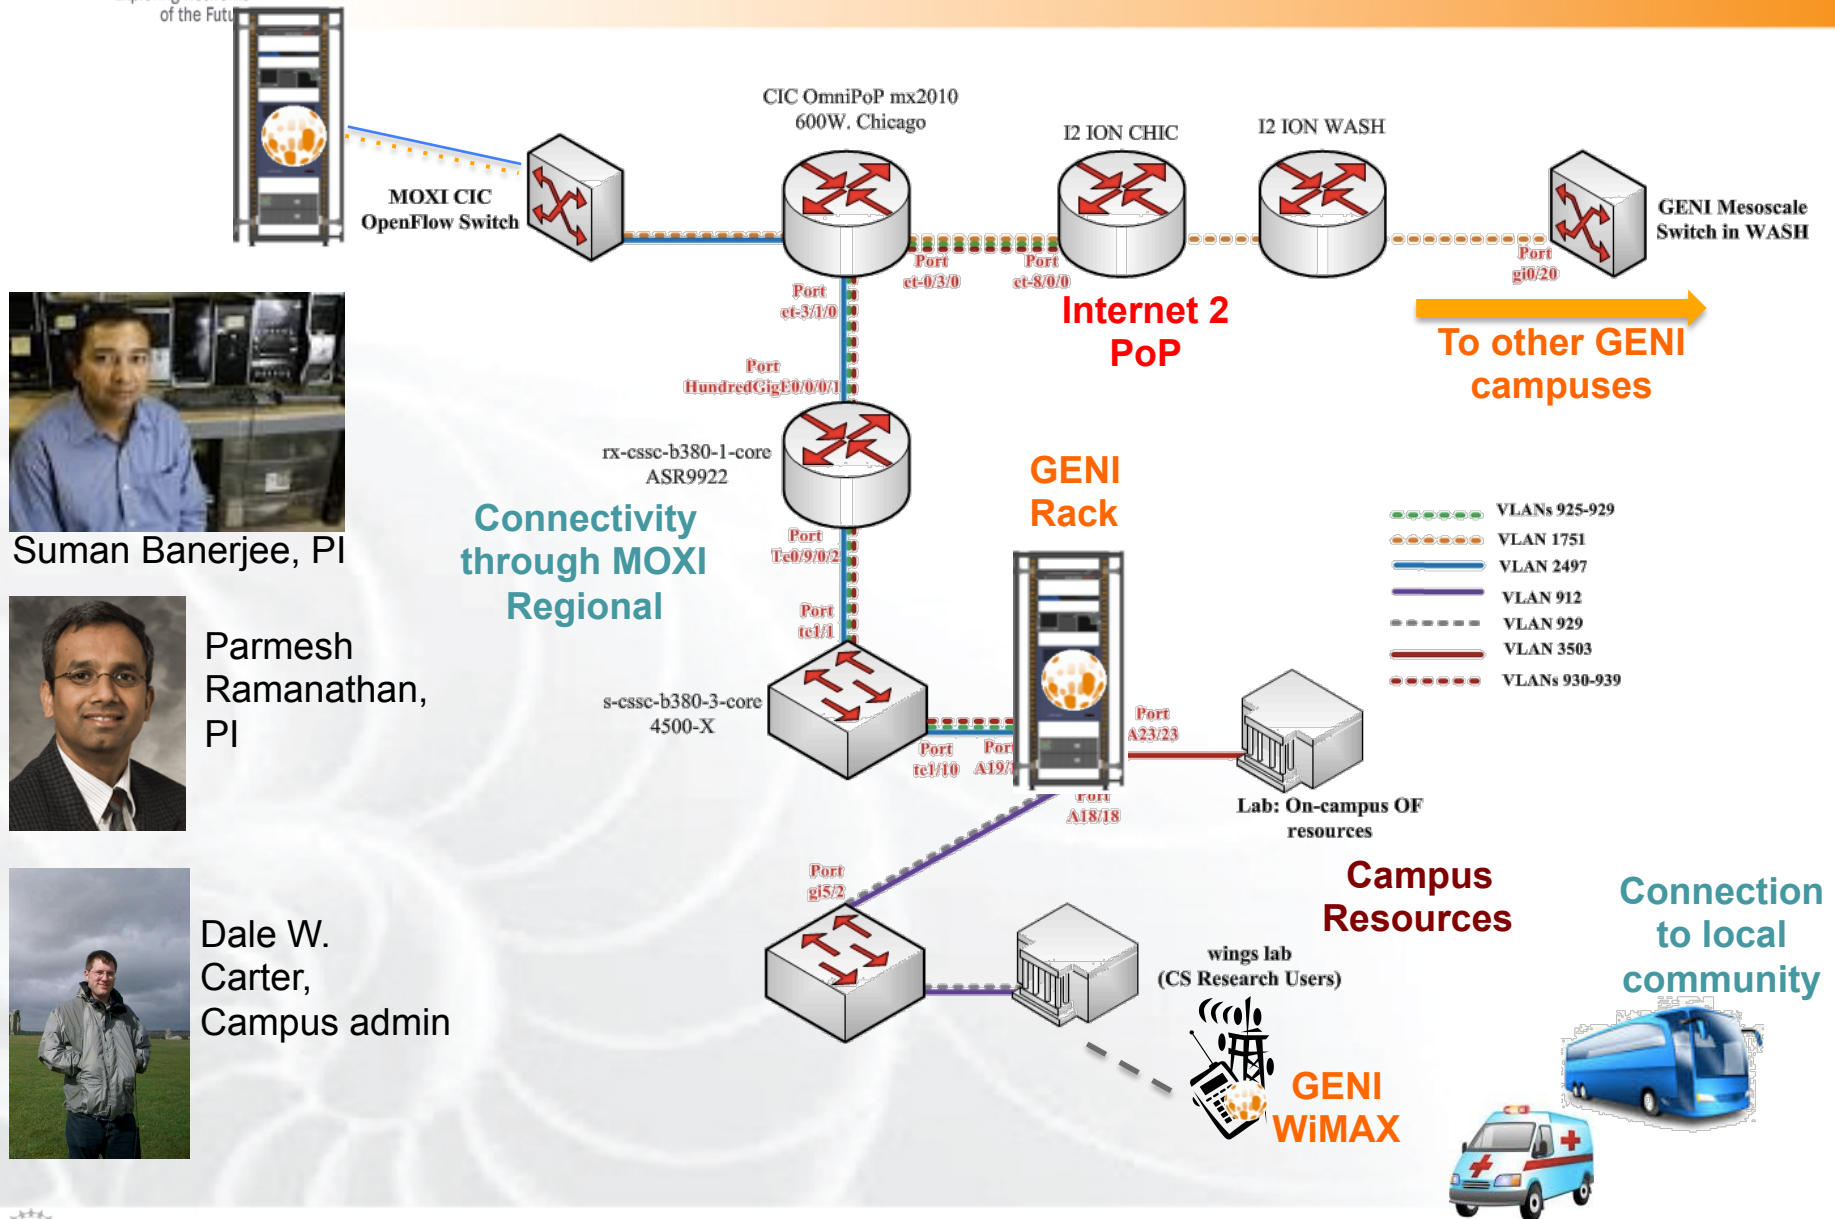 of the Futu
CIC OmniPoP mx2010
600W. Chicago
I2 ION CHIC
I2 ION WASH
MOXI CIC
OpenFlow Switch
GENI Mesoscale
Switch in WASH
Port
et-0/3/0
Port
et-8/0/0
Port
gi0/20
Port
et-3/1/0
Internet 2
PoP
To other GENI
campuses
Port
HundredGigE0/0/0/1
rx-cssc-b380-1-core
ASR9922
GENI
Rack
Connectivity
through MOXI
Regional
Port
Te0/9/0/2
Port
te1/1
VLANs 925-929
VLAN 1751
VLAN 2497
VLAN 912
VLAN 929
VLAN 3503
VLANs 930-939
Suman Banerjee, PI
Parmesh
Ramanathan,
PI
s-cssc-b380-3-core
4500-X
Port
te1/10
Por
A19/1
Port
A23/23
Port
A18/18
Lab: On-campus OF
resources
Port
gi5/2
Campus
Resources
Connection
to local
community
Dale W.
Carter,
Campus admin
wings lab
(CS Research Users)
GENI
WiMAX